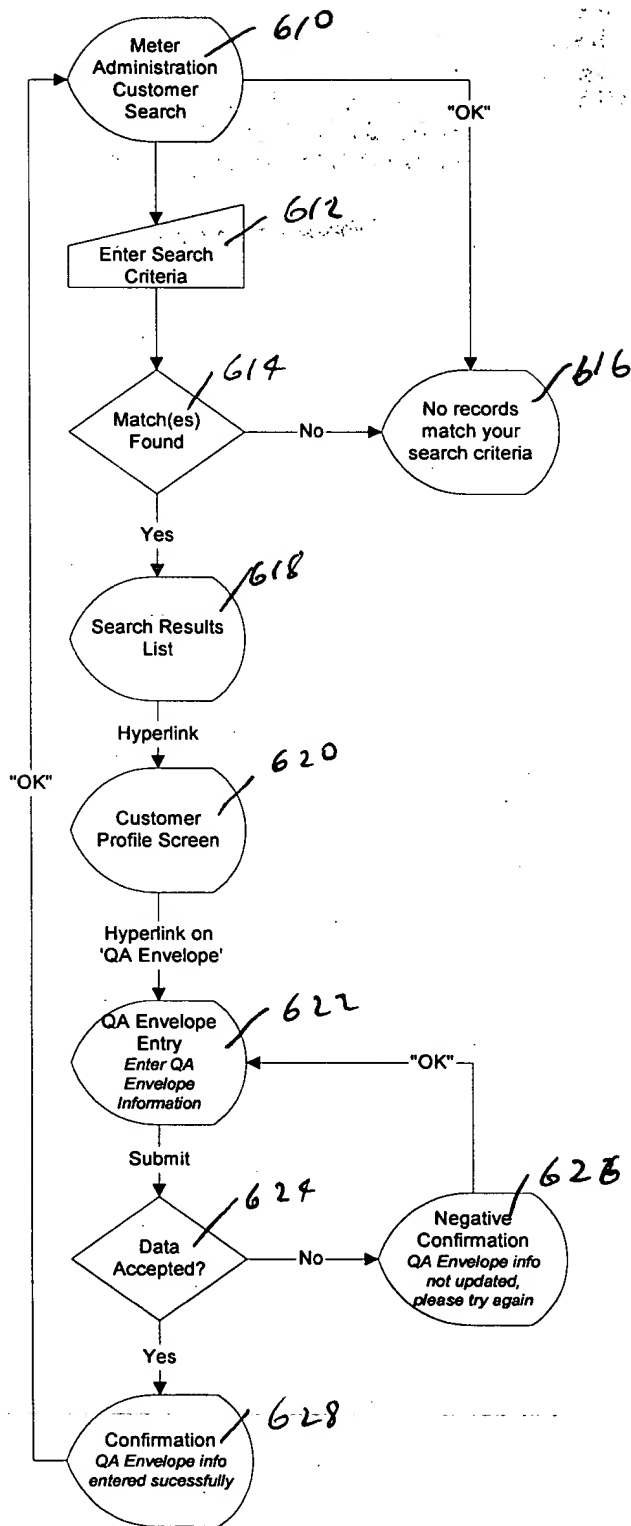 610
Meter
Administration
Customer
Search
"OK"
612
Enter Search
Criteria
614
616
Match(es)
Found
No
No records
match your
search criteria
Yes
618
Search Results
List
Hyperlink
620
"OK"
Customer
Profile Screen
Hyperlink on
'QA Envelope'
622
QA Envelope
Entry
Enter QA
Envelope
Information
"OK"
Submit
624
Data
Accepted?
No
Negative
Confirmation
QA Envelope info
not updated,
please try again
Yes
628
Confirmation
QA Envelope info
entered sucessfully